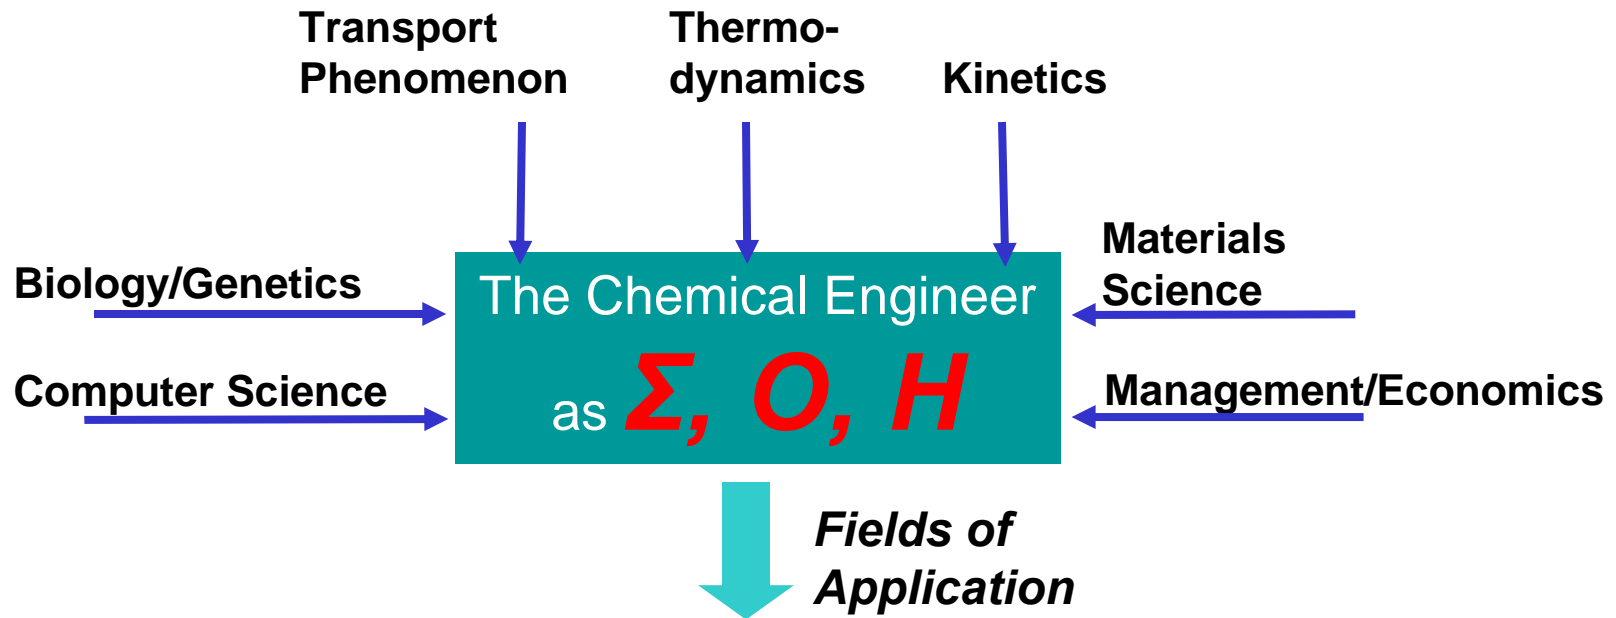 Transport
Phenomenon
Thermo-
dynamics
Kinetics
Biology/Genetics
Computer Science
The Chemical Engineer
as Σ, O, H
Materials
Science
Management/Economics
Fields of
Application